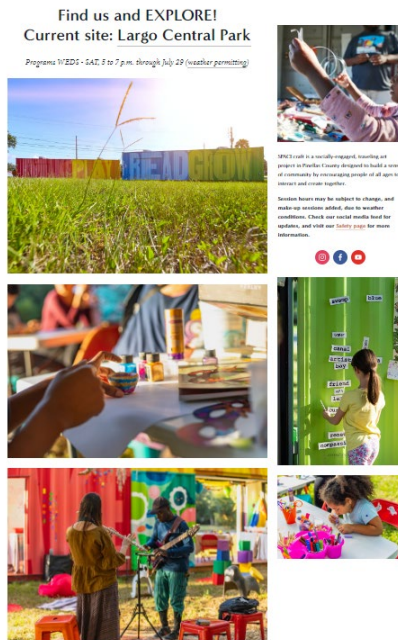 Find us and EXPLORE!
Current site: Largo Central Park
Programs WEDS - SAT, 5 to 7 p.m. through July 29 (weather permitting)
READ GROW
SPACEcraft is a socially-engaged, traveling art
project in Pinellas County designed to build a sense
of community by encouraging people of all ages to
interact and create together.
Session hours may be subject to change, and
make-up sessions added, due to weather
conditions. Check our social media feed for
updates, and visit our Safety page for more
information.
blue
canal
artist
bay
friend